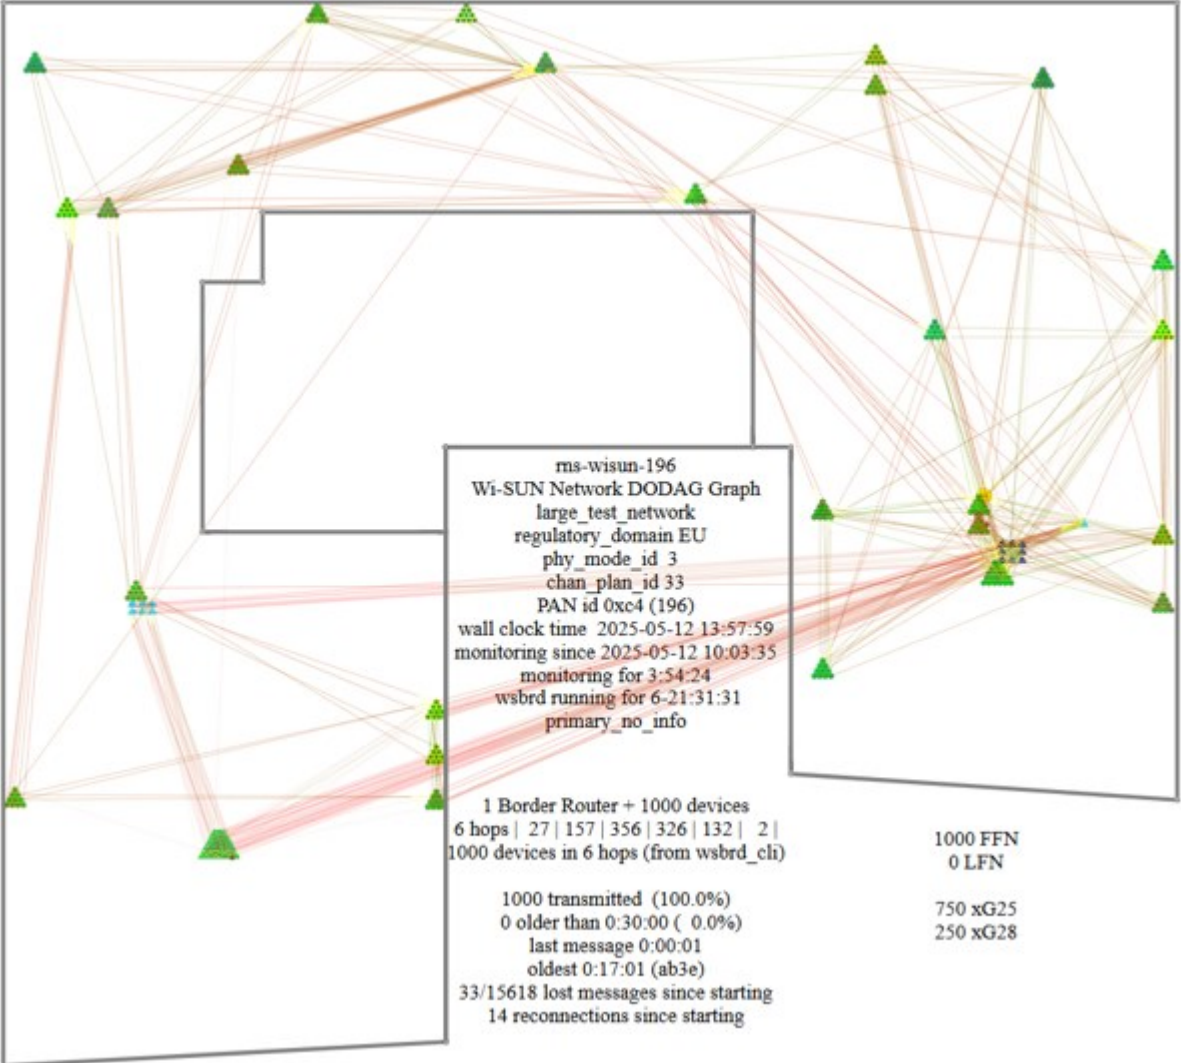 rns-wisun-196
Wi-SUN Network DODAG Graph
large_test_network
regulatory_domain EU
phy_mode_id 3
chan_plan_id 33
PAN id 0xc4 (196)
wall clock time 2025-05-12 13:57:59
monitoring since 2025-05-12 10:03:35
monitoring for 3:54:24
wsbrd running for 6-21:31:31
primary_no_info
1 Border Router + 1000 devices
6 hops | 27 | 157 | 356 | 326 | 132 | 2 |
1000 devices in 6 hops (from wsbrd_cli)
1000 transmitted (100.0%)
0 older than 0:30:00 ( 0.0%)
last message 0:00:01
oldest 0:17:01 (ab3e)
33/15618 lost messages since starting
14 reconnections since starting
1000 FFN
0 LFN
750 xG25
250 xG28